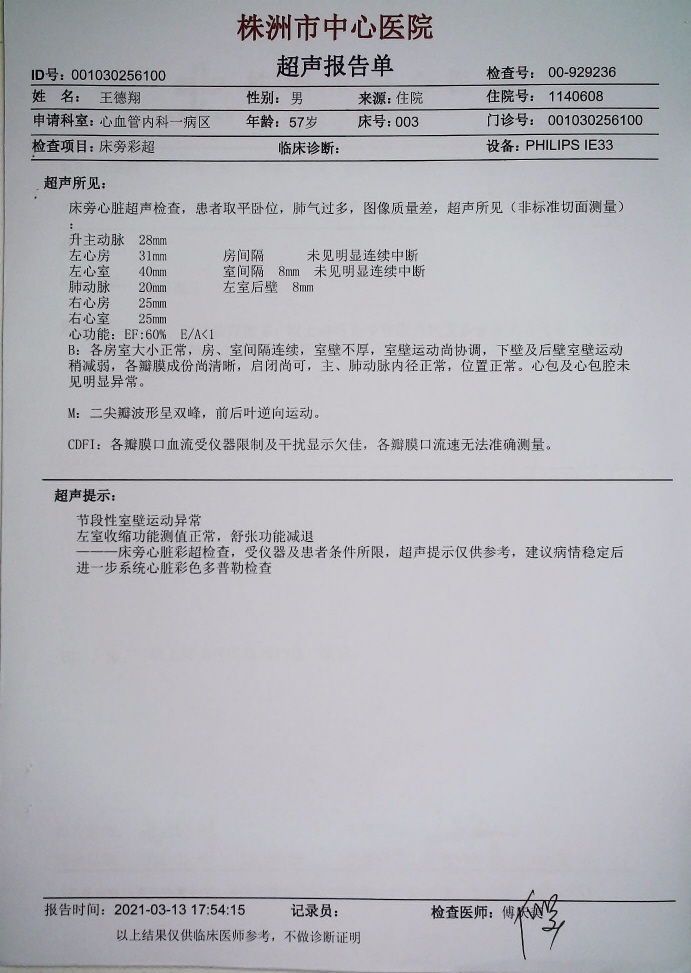 株洲市中心医院
超声报告单
ID号：001030256100 检查号：00-929236
姓 名：王德翔 性别：男 来源：住院 住院号：1140608
申请科室：心血管内科一病区 年龄：57岁 床号：003 门诊号：001030256100
检查项目：床旁彩超 临床诊断： 设备：PHILIPS IE33
超声所见：
床旁心脏超声检查，患者取平卧位，肺气过多，图像质量差，超声所见（非标准切面测量）
：
升主动脉 28mm
左心房 31mm 房间隔 未见明显连续中断
左心室 40mm 室间隔 8mm 未见明显连续中断
肺动脉 20mm 左室后壁 8mm
右心房 25mm
右心室 25mm
心功能：EF:60% E/A<1
B：各房室大小正常，房、室间隔连续，室壁不厚，室壁运动尚协调，下壁及后壁室壁运动
稍减弱，各瓣膜成份尚清晰，启闭尚可，主、肺动脉内径正常，位置正常。心包及心包腔未
见明显异常。
M：二尖瓣波形呈双峰，前后叶逆向运动。
CDFI：各瓣膜口血流受仪器限制及干扰显示欠佳，各瓣膜口流速无法准确测量。
超声提示：
节段性室壁运动异常
左室收缩功能测值正常，舒张功能减退
————床旁心脏彩超检查，受仪器及患者条件所限，超声提示仅供参考，建议病情稳定后
进一步系统心脏彩色多普勒检查
报告时间：2021-03-13 17:54:15 记录员： 检查医师：傅
以上结果仅供临床医师参考，不做诊断证明